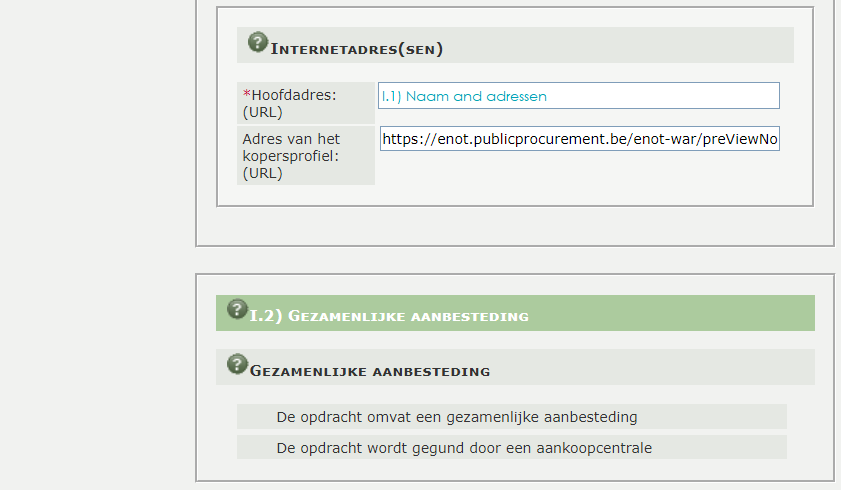 ? INTERNETADRES(SEN)
*Hoofdadres:
(URL)
I.1) Naam and adressen
Adres van het
kopersprofiel:
(URL)
https://enot.publicprocurement.be/enot-war/preViewNo
? I.2) GEZAMENLIJKE AANBESTEDING
? GEZAMENLIJKE AANBESTEDING
De opdracht omvat een gezamenlijke aanbesteding
De opdracht wordt gegund door een aankoopcentrale